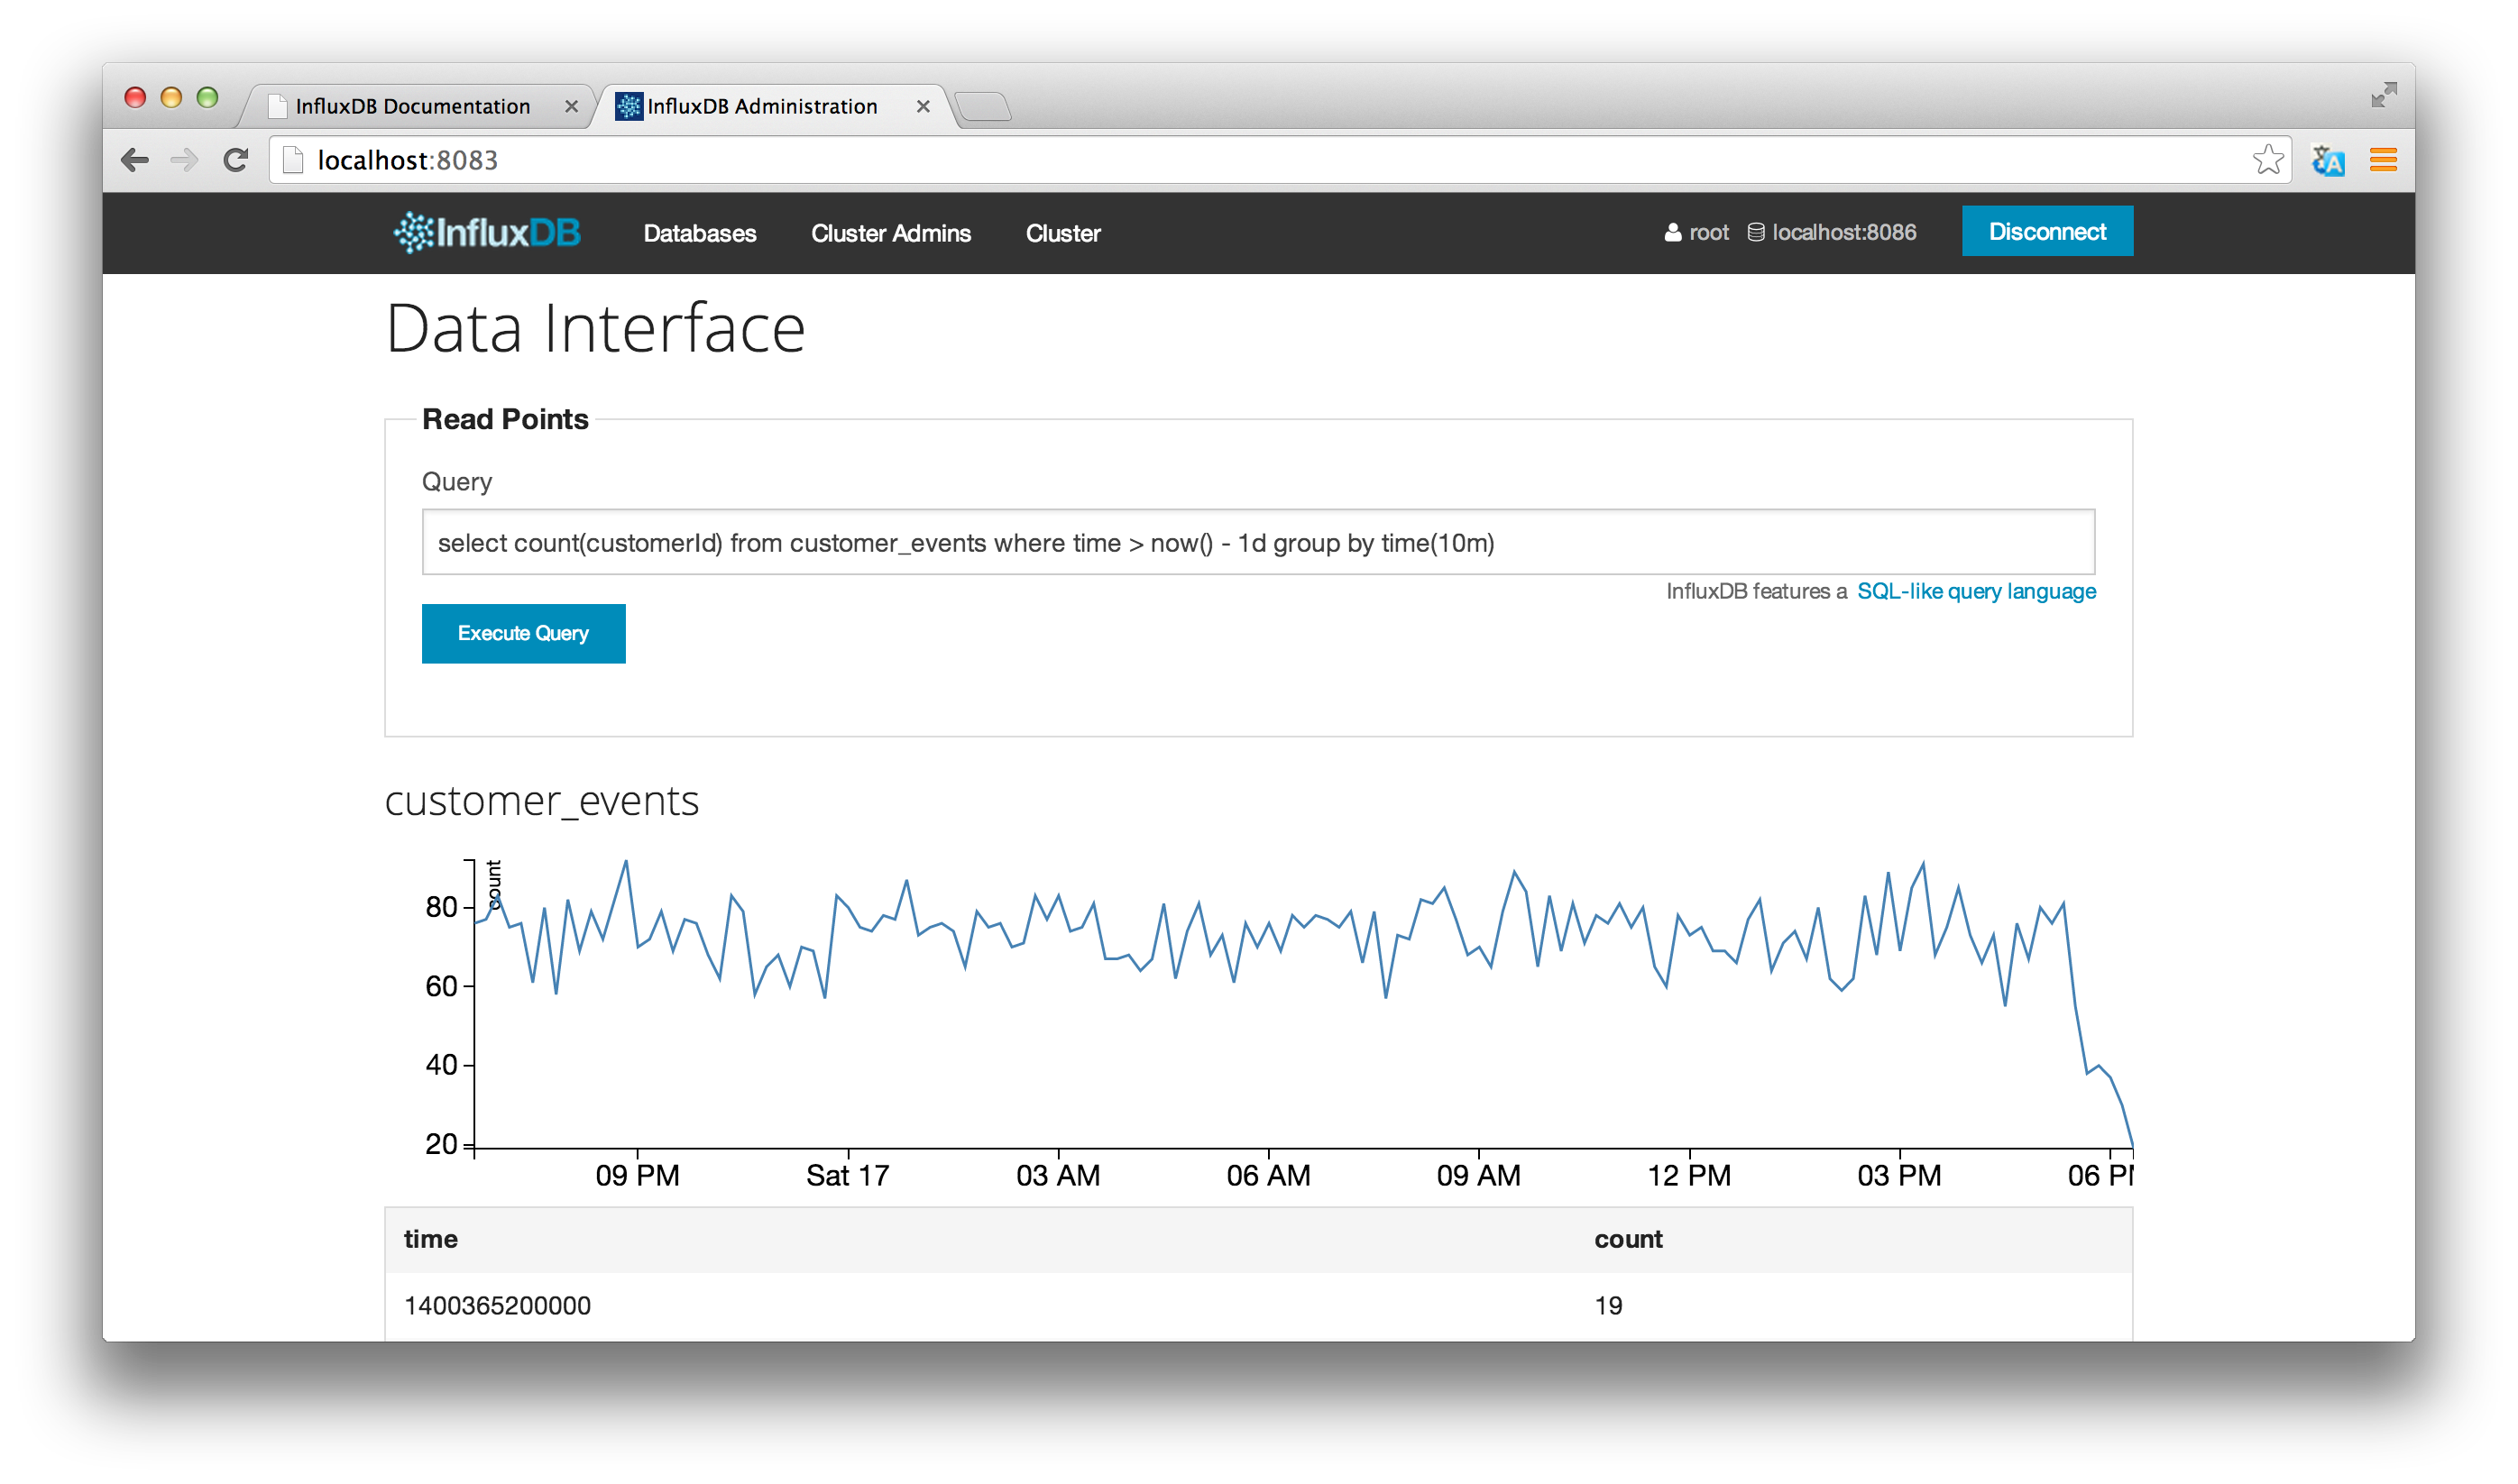 InfluxDB Documentation
InfluxDB Administration
localhost:8083
InfluxDB
Databases
Cluster Admins
Cluster
root
localhost:8086
Disconnect
Data Interface
Read Points
Query
select count(customerId) from customer_events where time > now() - 1d group by time(10m)
InfluxDB features a SQL-like query language
Execute Query
customer_events
count
80
60
40
20
09 PM
Sat 17
03 AM
06 AM
09 AM
12 PM
03 PM
06 P
time count
1400365200000 19